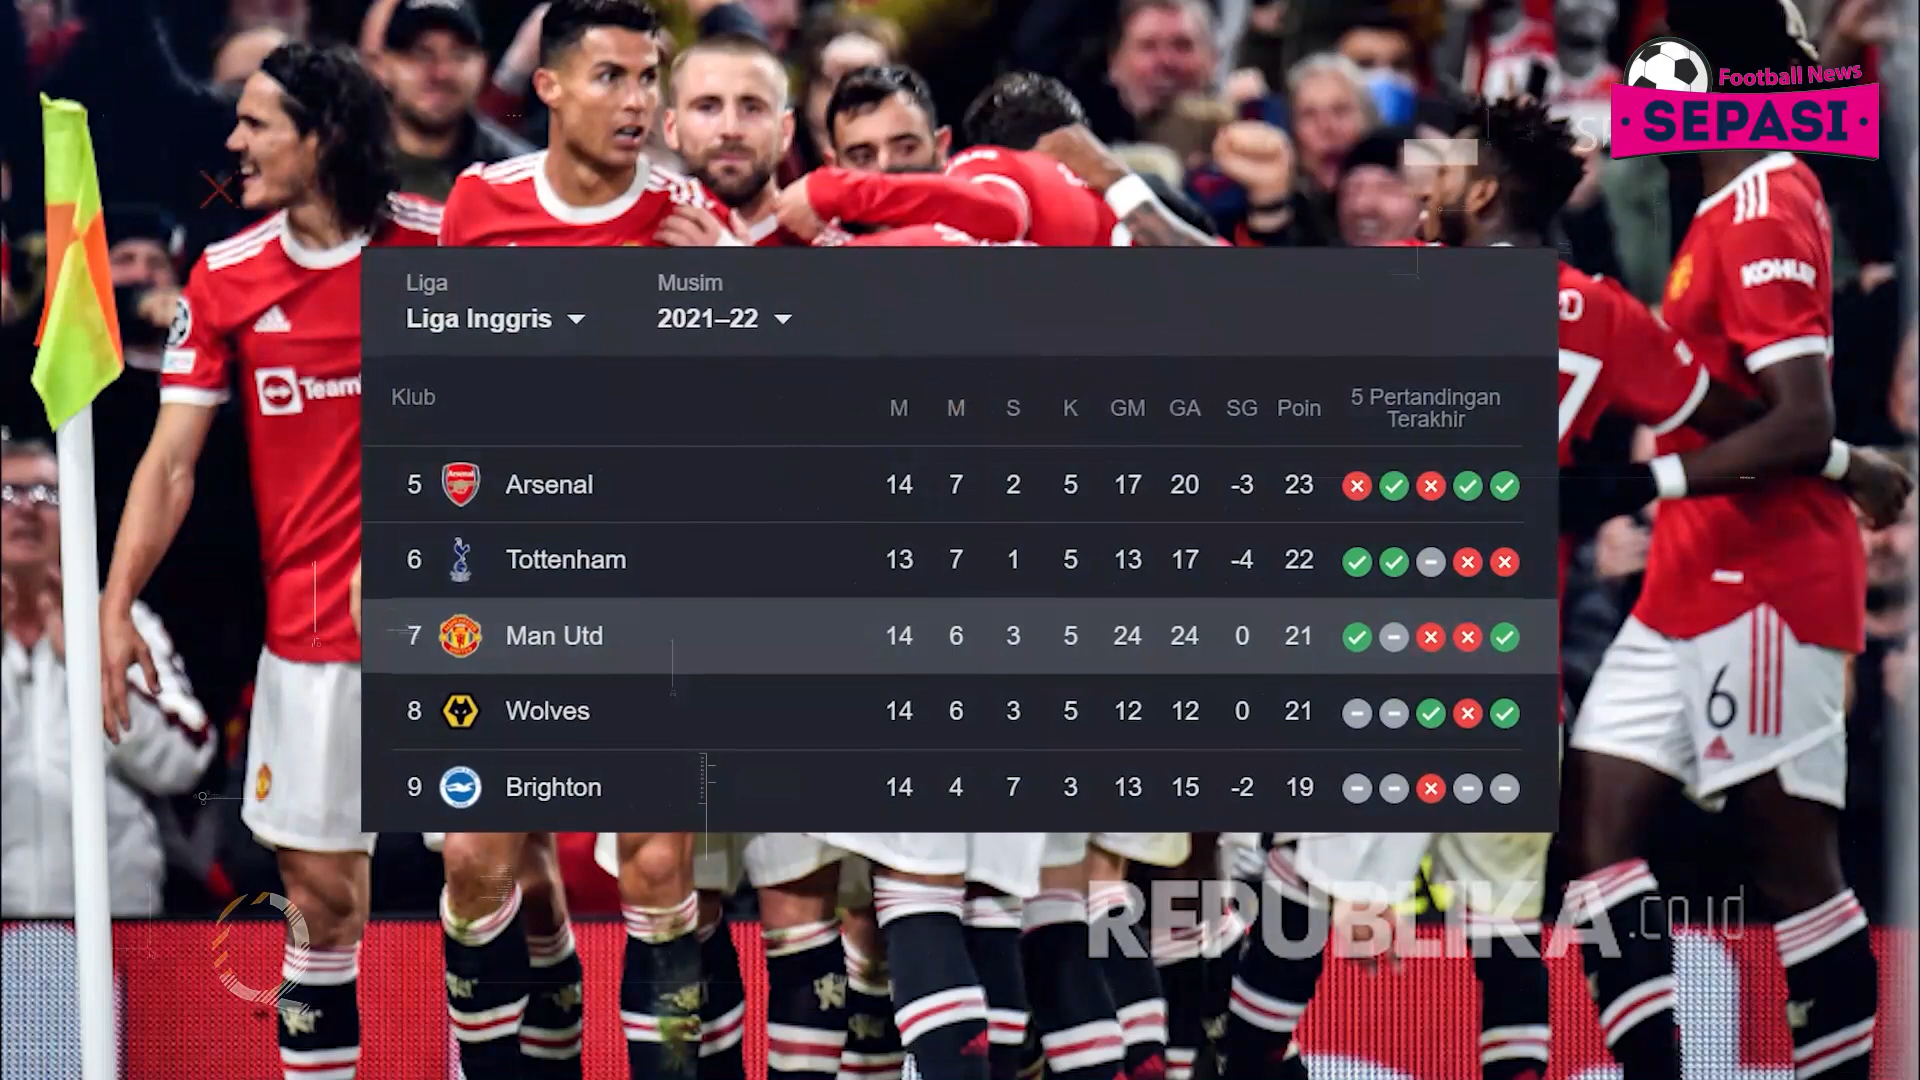 Football News
SEPASI
KOHLER
TeamV
Liga
Musim
Liga Inggris
2021–22
Klub
M M S K GM GA SG Poin
5 Pertandingan
Terakhir
5 Arsenal 14 7 2 5 17 20 -3 23
6 Tottenham 13 7 1 5 13 17 -4 22
7 Man Utd 14 6 3 5 24 24 0 21
8 Wolves 14 6 3 5 12 12 0 21
9 Brighton 14 4 7 3 13 15 -2 19
7
6
REPUBLIKA.co.id